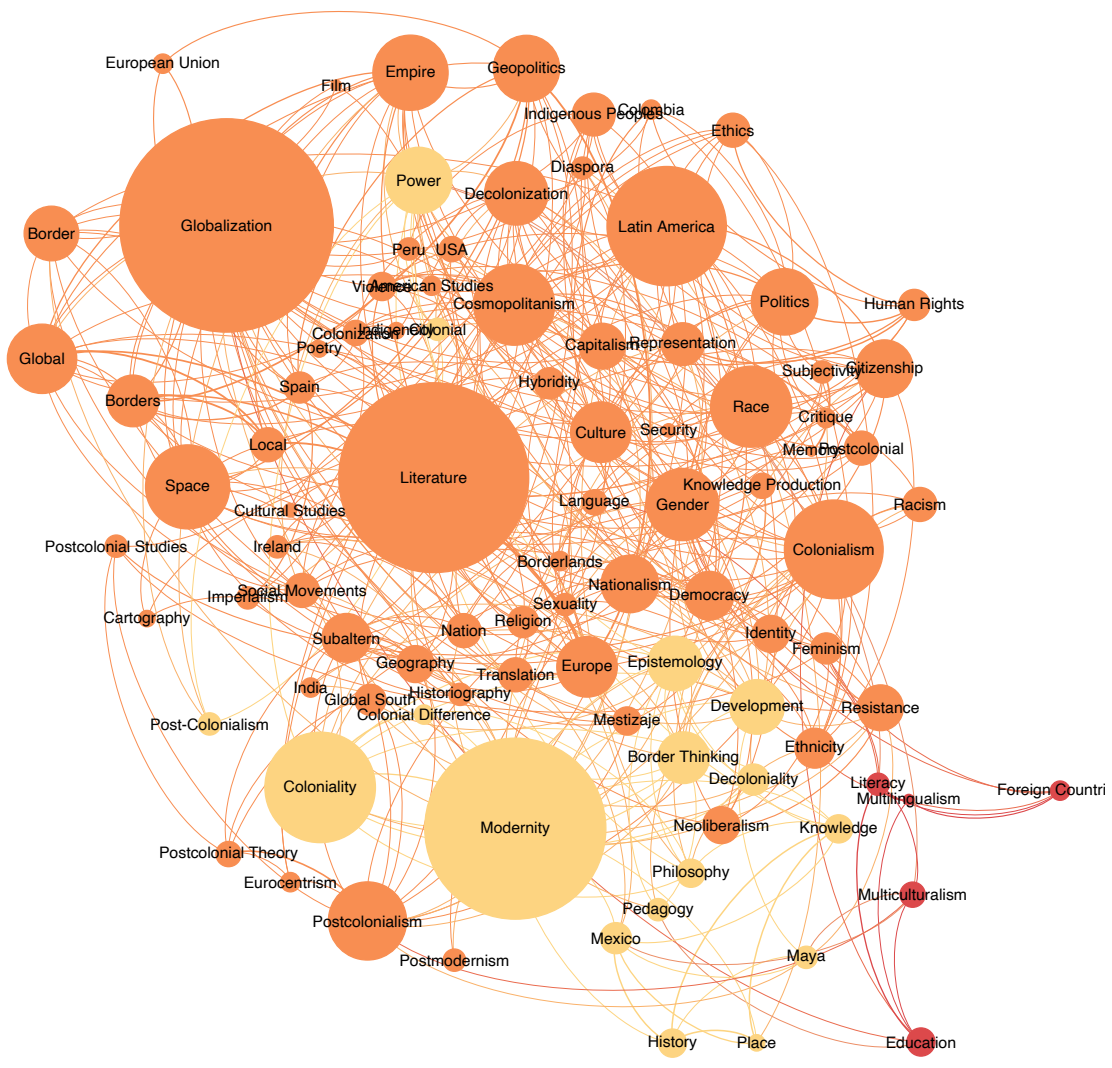 European Union
Film
Empire
Geopolitics
Indigenous Peoples
Colombia
Ethics
Diaspora
Power
Decolonization
Globalization
Latin America
Border
Peru
USA
Violence
American Studies
Cosmopolitanism
Politics
Human Rights
Colonization
Indigeneity
Colonial
Poetry
Capitalism
Representation
Global
Subjectivity
Citizenship
Spain
Hybridity
Borders
Race
Critique
Local
Culture
Security
Memory
Postcolonial
Literature
Space
Knowledge Production
Language
Gender
Racism
Cultural Studies
Postcolonial Studies
Ireland
Colonialism
Borderlands
Social Movements
Imperialism
Nationalism
Democracy
Sexuality
Cartography
Religion
Nation
Subaltern
Identity
Feminism
Geography
Translation
Europe
Epistemology
India
Global South
Historiography
Colonial Difference
Development
Resistance
Post-Colonialism
Mestizaje
Ethnicity
Border Thinking
Decoloniality
Coloniality
Literacy
Multilingualism
Foreign Countri
Modernity
Neoliberalism
Knowledge
Postcolonial Theory
Philosophy
Eurocentrism
Multiculturalism
Pedagogy
Postcolonialism
Mexico
Postmodernism
Maya
History
Place
Education